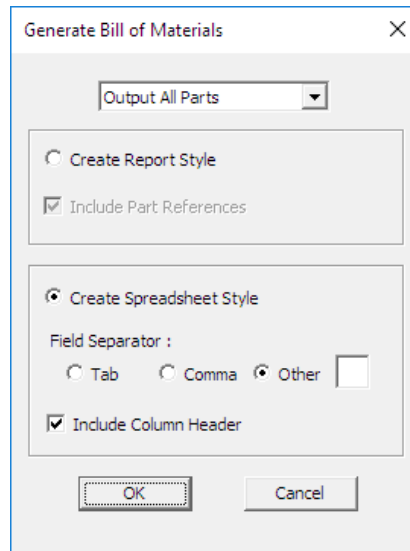 Generate Bill of Materials
Output All Parts
Create Report Style
Include Part References
Create Spreadsheet Style
Field Separator :
Tab Comma Other
Include Column Header
OK Cancel